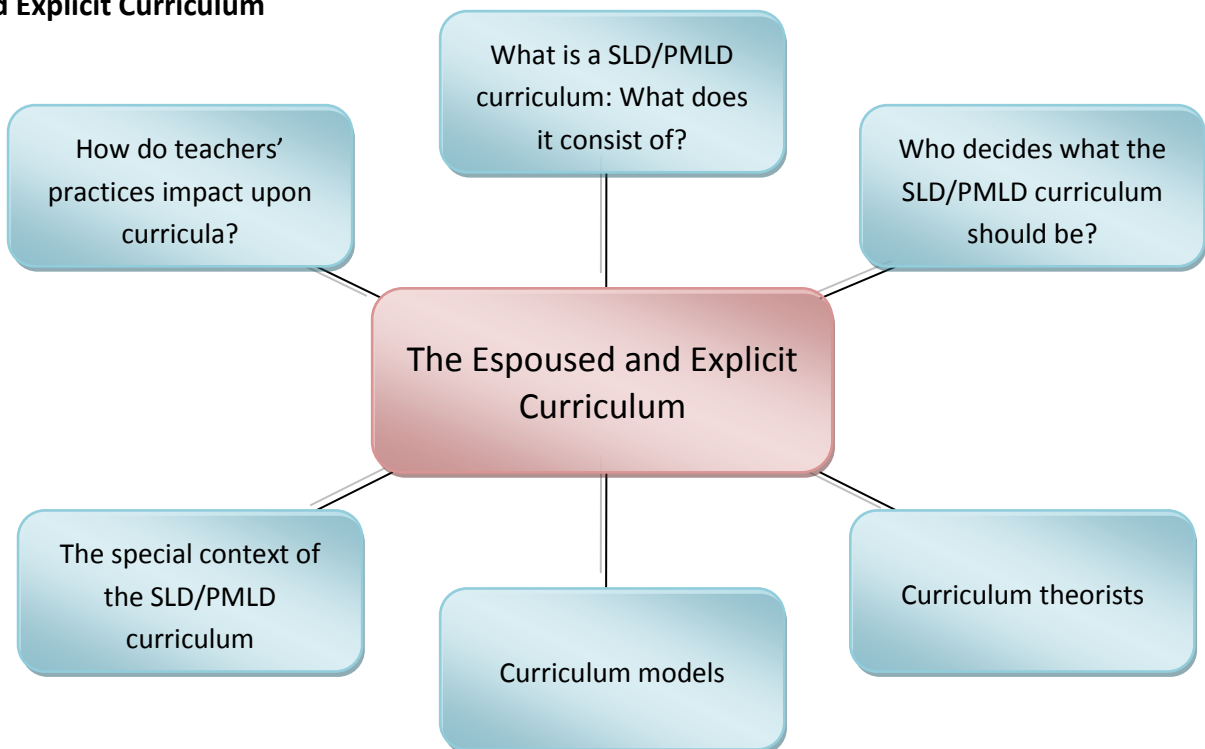 d Explicit Curriculum
What is a SLD/PMLD
curriculum: What does
it consist of?
How do teachers’
practices impact upon
curricula?
Who decides what the
SLD/PMLD curriculum
should be?
The Espoused and Explicit
Curriculum
The special context of
the SLD/PMLD
curriculum
Curriculum models
Curriculum theorists